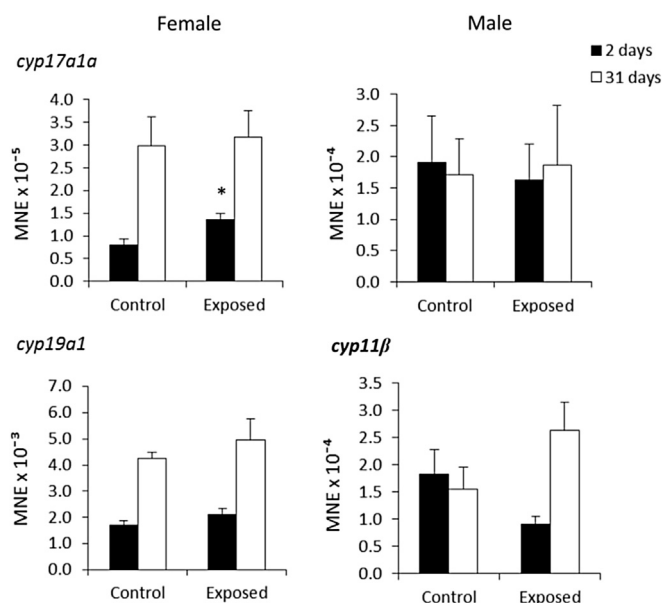 Female
Male
2 days
31 days
cyp17a1a
MNE x 10⁻⁵
4.0
3.5
3.0
2.5
2.0
1.5
1.0
0.5
0.0
*
Control
Exposed
MNE x 10⁻⁴
3.0
2.5
2.0
1.5
1.0
0.5
0.0
Control
Exposed
cyp19a1
MNE x 10⁻³
7.0
6.0
5.0
4.0
3.0
2.0
1.0
0.0
Control
Exposed
cyp11β
MNE x 10⁻⁴
3.5
3.0
2.5
2.0
1.5
1.0
0.5
0.0
Control
Exposed